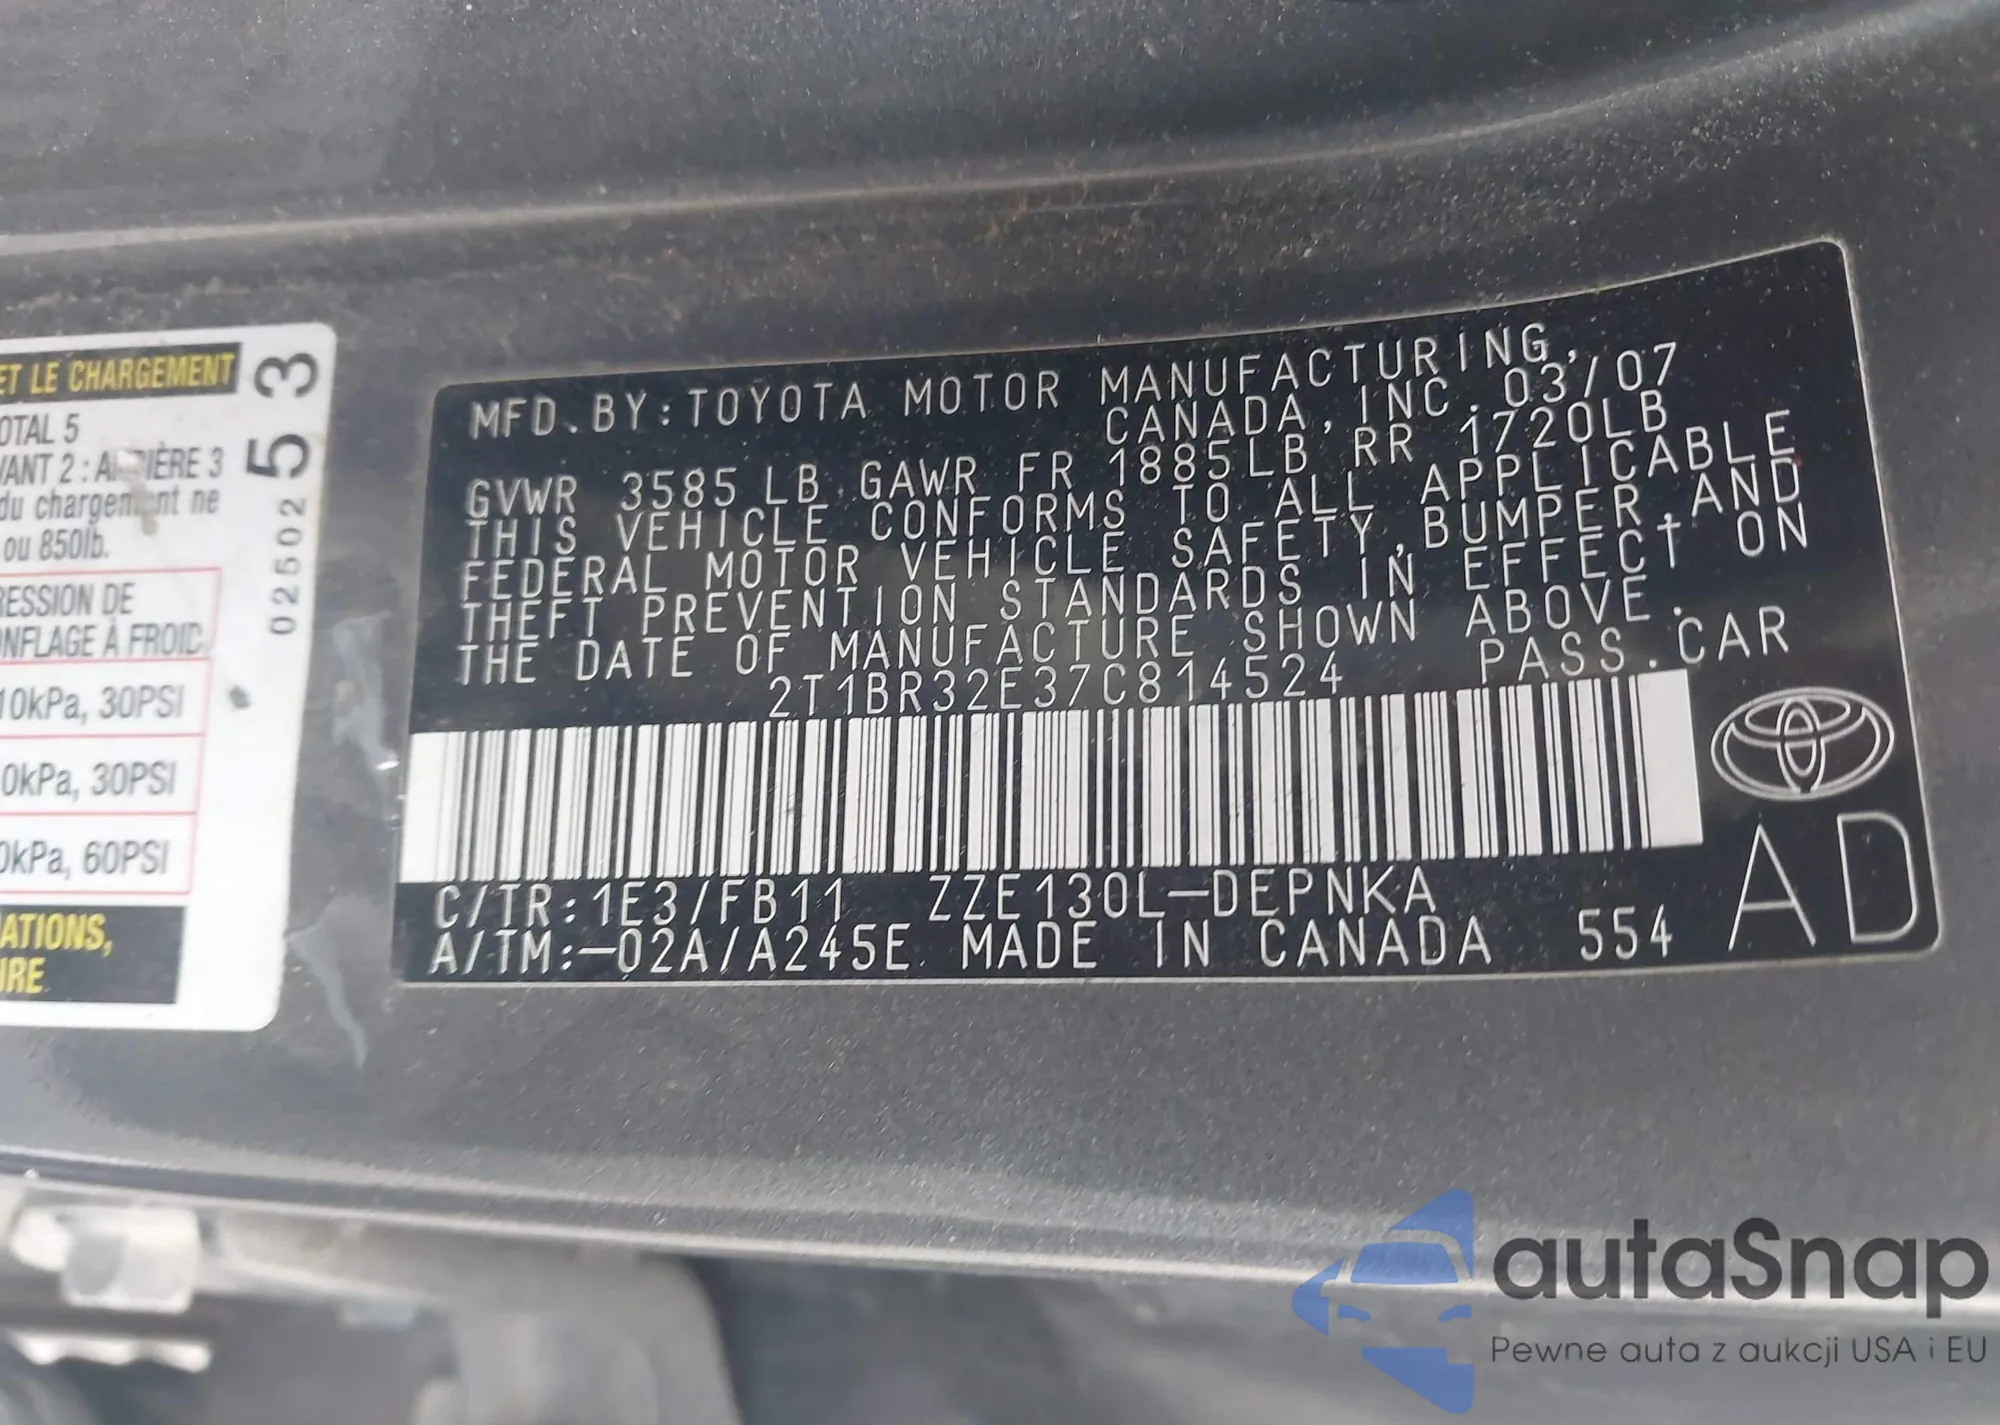 ET LE CHARGEMENT
OTAL 5
VANT 2 : ARRIÈRE 3
du chargement ne
ou 850lb.
RESSION DE
ONFLAGE À FROID
10kPa, 30PSI
0kPa, 30PSI
0kPa, 60PSI
ATIONS,
URE
02502 5 3
MFD.BY:TOYOTA MOTOR MANUFACTURING,
CANADA, INC. 03/07
GVWR 3585LB GAWR FR 1885LB RR 1720LB
THIS VEHICLE CONFORMS TO ALL APPLICABLE
FEDERAL MOTOR VEHICLE SAFETY,BUMPER,AND
THEFT PREVENTION STANDARDS IN EFFECT ON
THE DATE OF MANUFACTURE SHOWN ABOVE.
2T1BR32E37C814524 PASS.CAR
C/TR:1E3/FB11 ZZE130L-DEPNKA
A/TM:-02A/A245E MADE IN CANADA 554
AD
autaSnap
Pewne auta z aukcji USA i EU